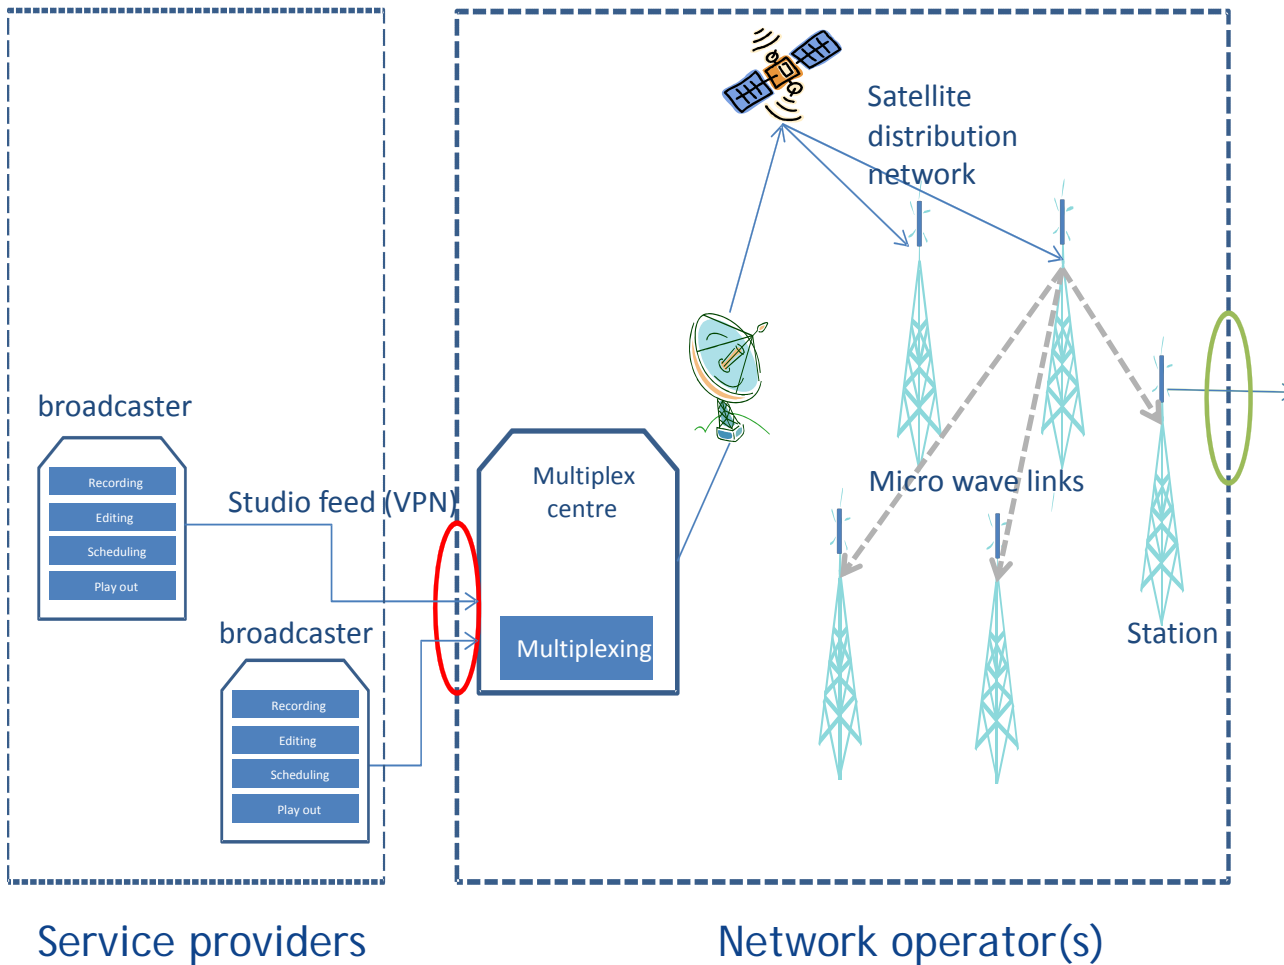 Satellite
distribution
network
broadcaster
Recording
Editing
Scheduling
Play out
Studio feed (VPN)
Multiplex
centre
Micro wave links
broadcaster
Recording
Editing
Scheduling
Play out
Multiplexing
Station
Service providers
Network operator(s)